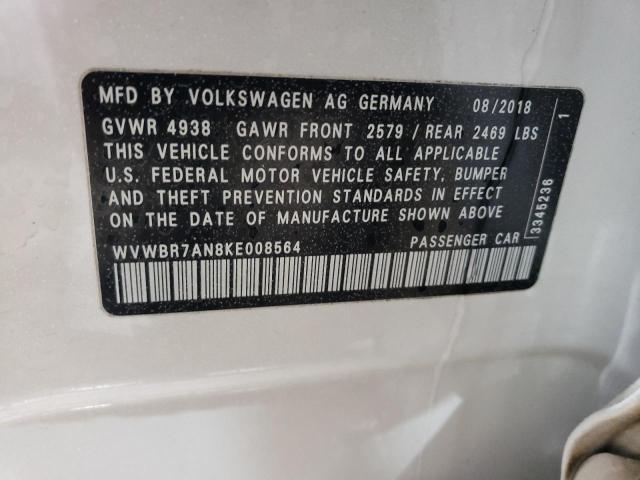 MFD BY VOLKSWAGEN AG GERMANY 08/2018
GVWR 4938 GAWR FRONT 2579 / REAR 2469 LBS
THIS VEHICLE CONFORMS TO ALL APPLICABLE
U.S. FEDERAL MOTOR VEHICLE SAFETY, BUMPER
AND THEFT PREVENTION STANDARDS IN EFFECT
ON THE DATE OF MANUFACTURE SHOWN ABOVE
WVWBR7AN8KE008564 PASSENGER CAR
3345236 1